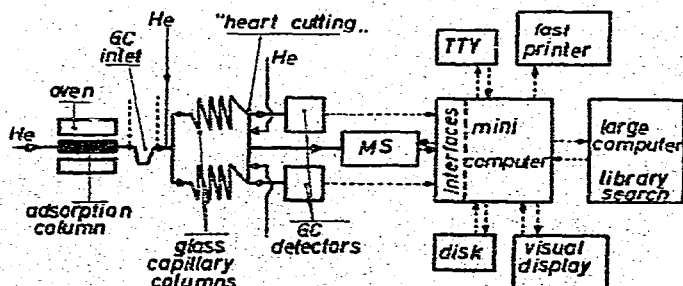 He
"heart cutting"
GC
inlet
He
TTY
fast
printer
oven
He
MS
Interfaces
mini
computer
large
computer
library
search
adsorption
column
glass
capillary
columns
GC
detectors
disk
visual
display